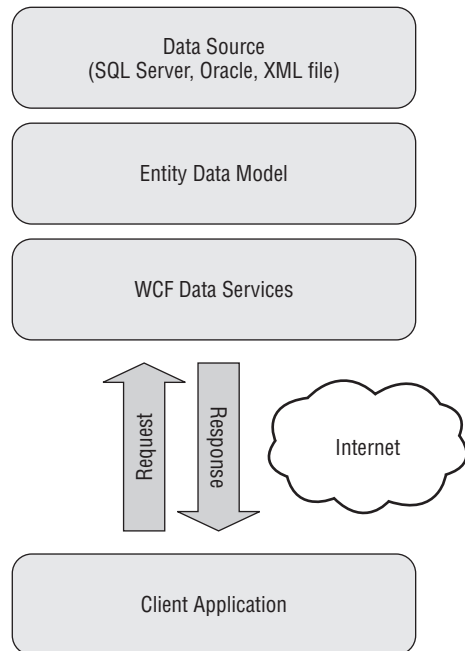 Data Source
(SQL Server, Oracle, XML file)
Entity Data Model
WCF Data Services
Request
Response
Internet
Client Application